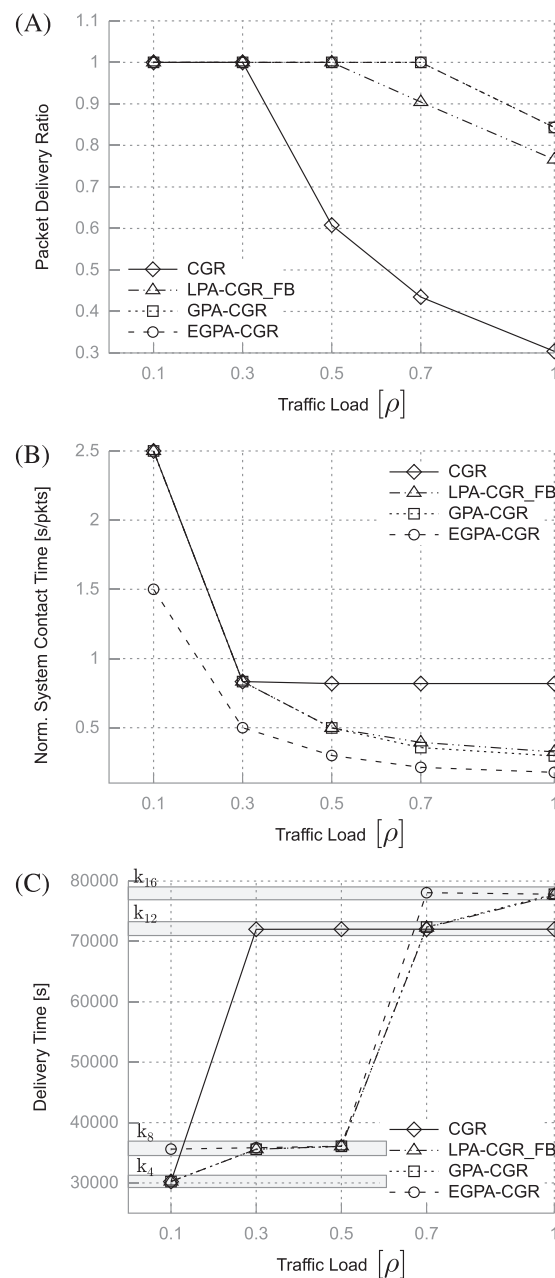 (A)
1.1
1
0.9
0.8
0.7
0.6
0.5
0.4
0.3
Packet Delivery Ratio
CGR
LPA-CGR_FB
GPA-CGR
EGPA-CGR
0.1
0.3
0.5
0.7
1
Traffic Load [ρ]
(B)
2.5
2
1.5
1
0.5
Norm. System Contact Time [s/pkts]
CGR
LPA-CGR_FB
GPA-CGR
EGPA-CGR
0.1
0.3
0.5
0.7
1
Traffic Load [ρ]
(C)
80000
70000
60000
50000
40000
30000
Delivery Time [s]
k₁₆
k₁₂
k₈
k₄
CGR
LPA-CGR_FB
GPA-CGR
EGPA-CGR
0.1
0.3
0.5
0.7
1
Traffic Load [ρ]